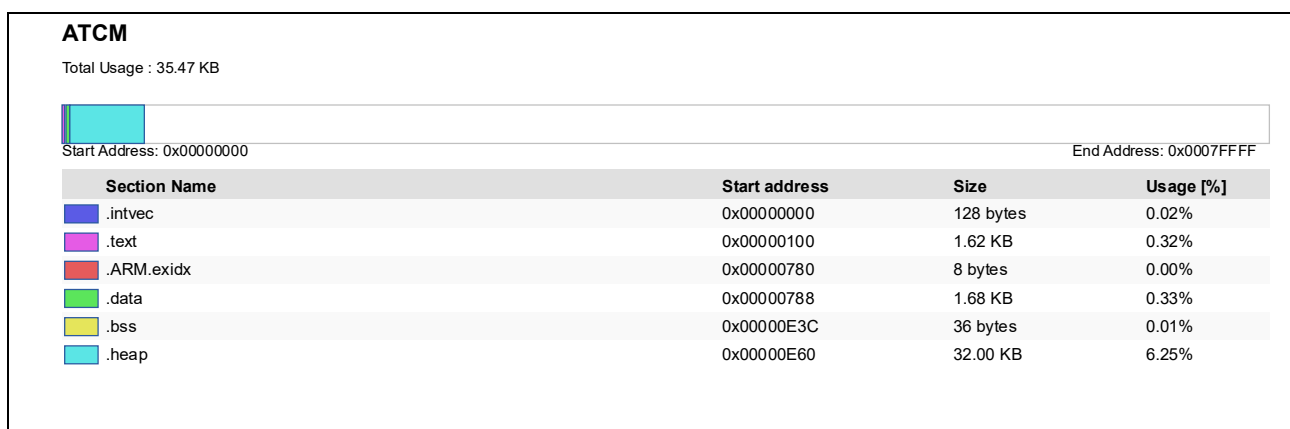 ATCM
Total Usage : 35.47 KB
Start Address: 0x00000000 End Address: 0x0007FFFF
Section Name Start address Size Usage [%]
.intvec 0x00000000 128 bytes 0.02%
.text 0x00000100 1.62 KB 0.32%
.ARM.exidx 0x00000780 8 bytes 0.00%
.data 0x00000788 1.68 KB 0.33%
.bss 0x00000E3C 36 bytes 0.01%
.heap 0x00000E60 32.00 KB 6.25%